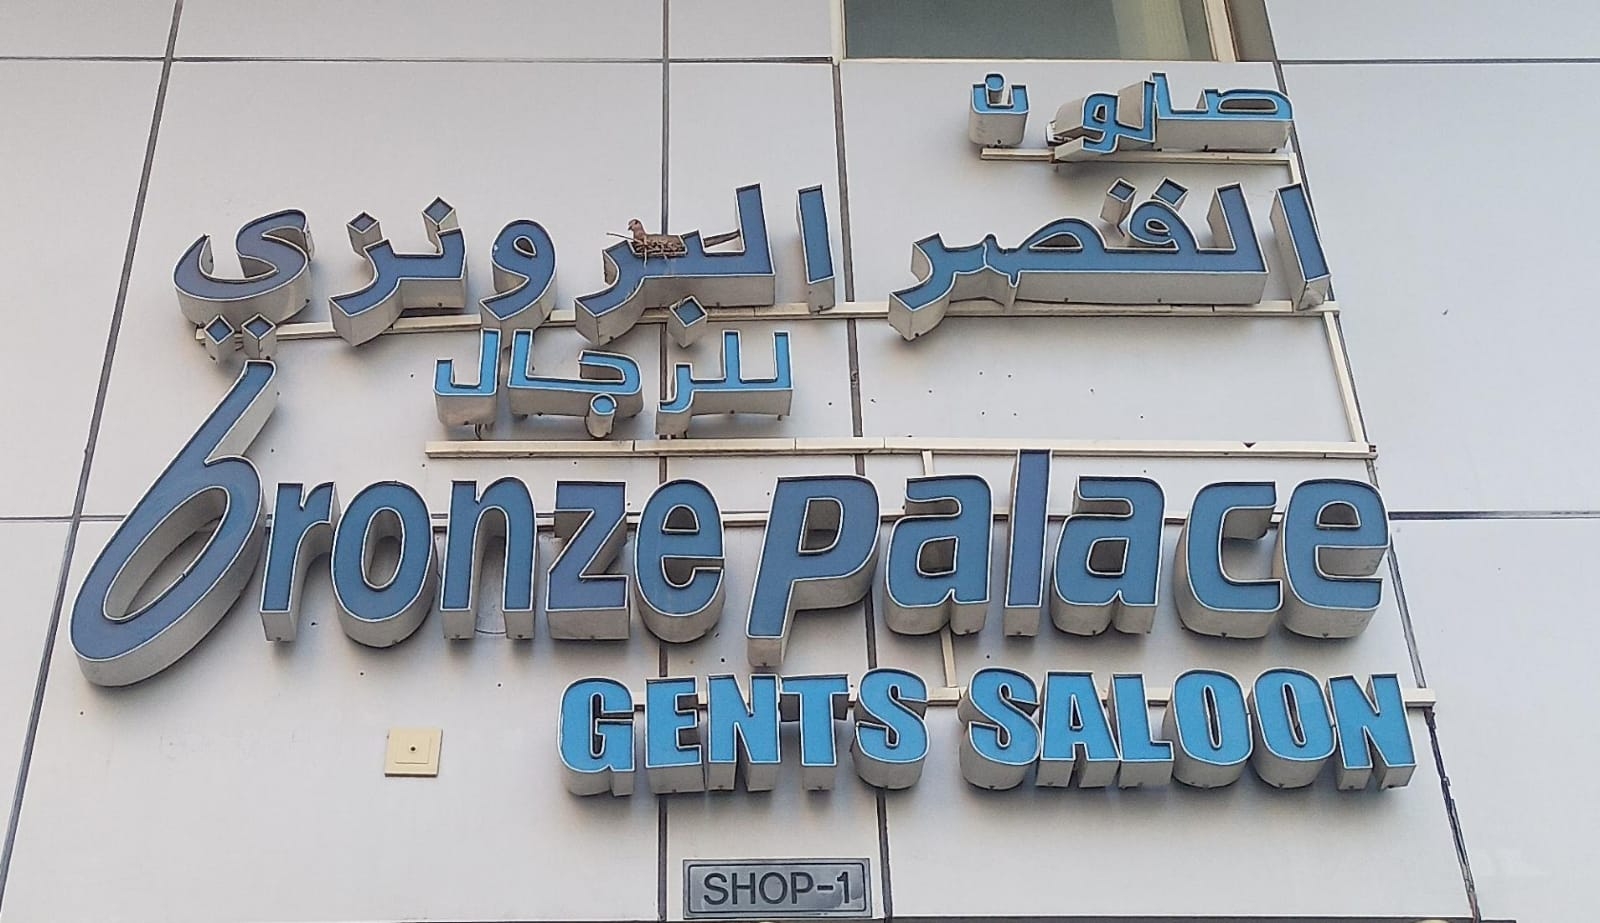 صالون
القصر البرونزي
للرجال
bronze palace
GENTS SALOON
SHOP-1